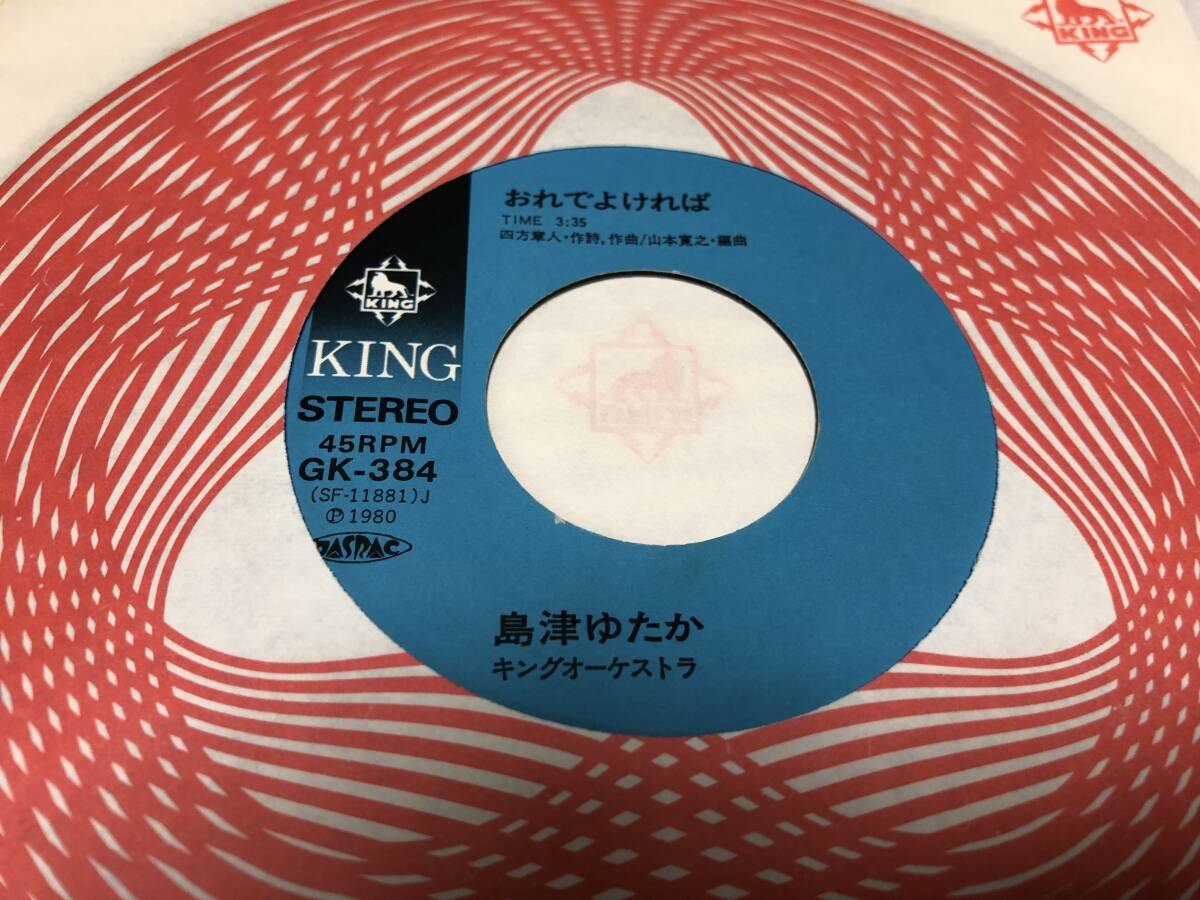 KING
おれでよければ
TIME 3:35
四方章人・作詩,作曲/山本寛之・編曲
KING
KING
STEREO
45RPM
GK-384
(SF-11881)J
Ⓟ1980
JASRAC
島津ゆたか
キングオーケストラ